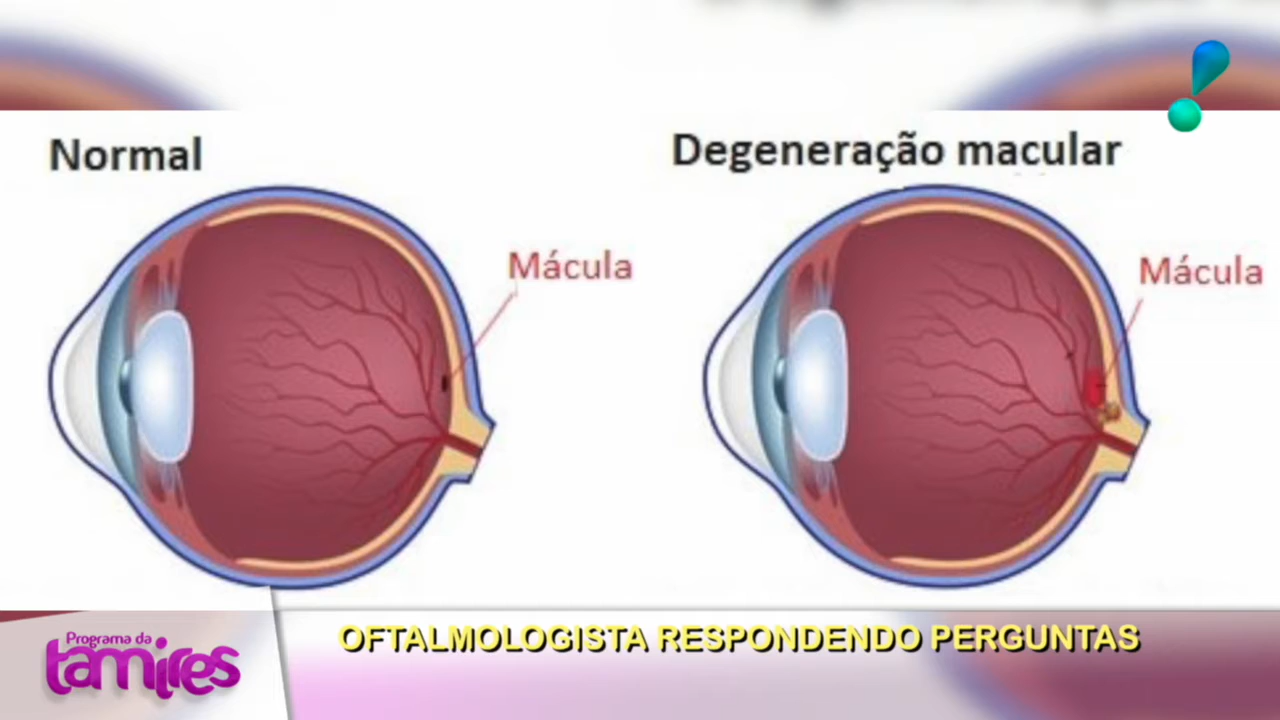 Normal
Degeneração macular
Mácula
Mácula
OFTALMOLOGISTA RESPONDENDO PERGUNTAS
Programa da
tamires